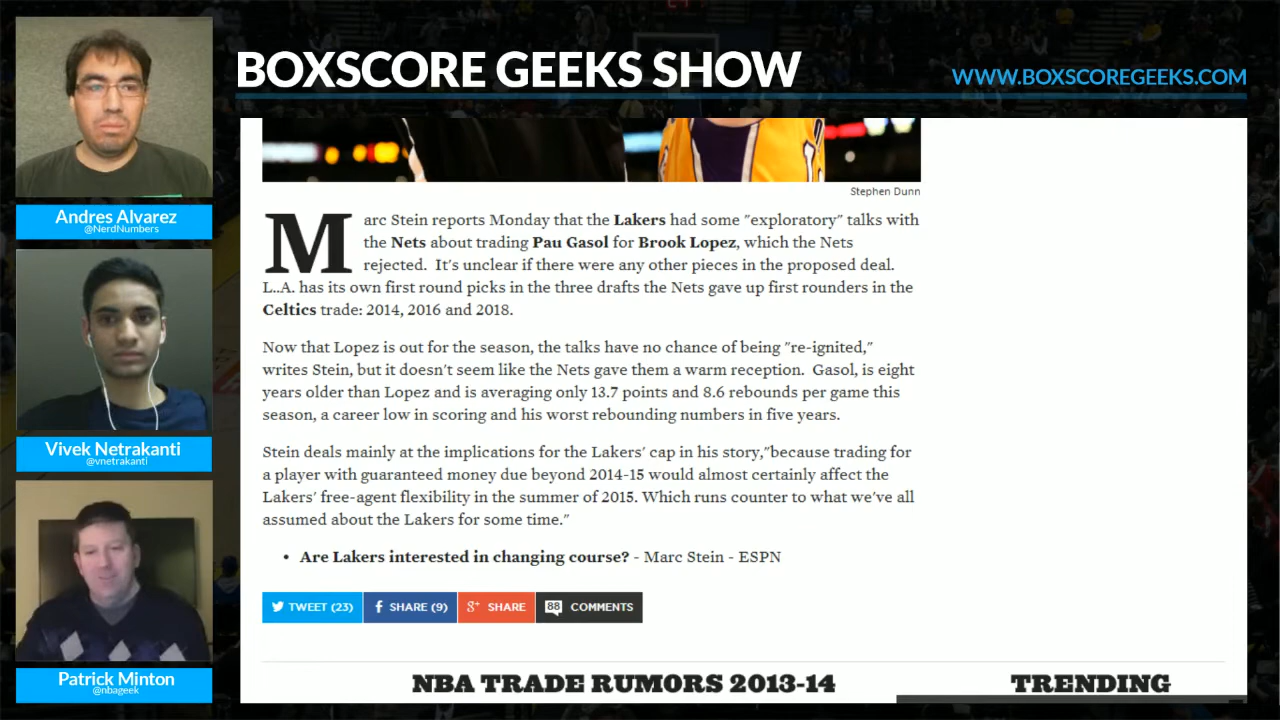 BOXSCORE GEEKS SHOW
WWW.BOXSCOREGEEKS.COM
Andres Alvarez
@NerdNumbers
Vivek Netrakanti
@vnetrakanti
Patrick Minton
@nbageek
Stephen Dunn
Marc Stein reports Monday that the Lakers had some "exploratory" talks with
the Nets about trading Pau Gasol for Brook Lopez, which the Nets
rejected. It's unclear if there were any other pieces in the proposed deal.
L..A. has its own first round picks in the three drafts the Nets gave up first rounders in the
Celtics trade: 2014, 2016 and 2018.
Now that Lopez is out for the season, the talks have no chance of being "re-ignited,"
writes Stein, but it doesn't seem like the Nets gave them a warm reception. Gasol, is eight
years older than Lopez and is averaging only 13.7 points and 8.6 rebounds per game this
season, a career low in scoring and his worst rebounding numbers in five years.
Stein deals mainly at the implications for the Lakers' cap in his story,"because trading for
a player with guaranteed money due beyond 2014-15 would almost certainly affect the
Lakers' free-agent flexibility in the summer of 2015. Which runs counter to what we've all
assumed about the Lakers for some time."
• Are Lakers interested in changing course? - Marc Stein - ESPN
TWEET (23)
SHARE (9)
SHARE
88 COMMENTS
NBA TRADE RUMORS 2013-14
TRENDING